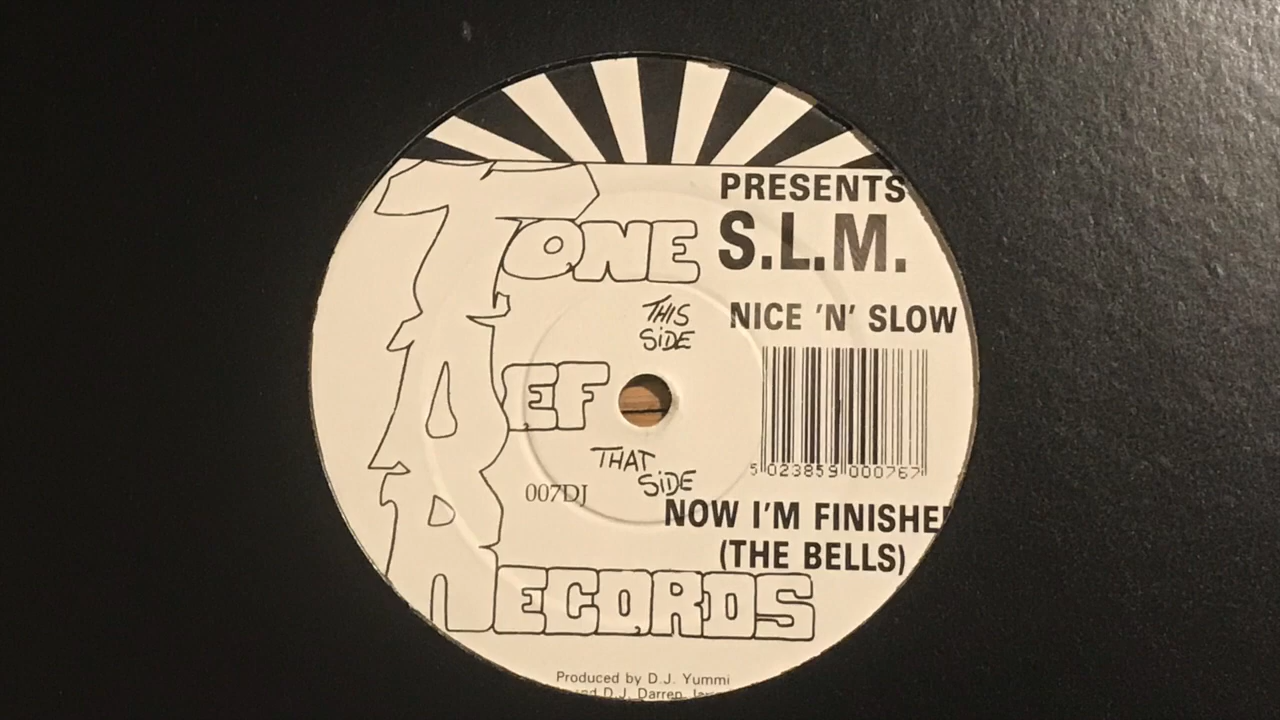 PRESENTS
S.L.M.
TONE
THIS
SIDE
NICE 'N' SLOW
DEF
5 023859 000767
THAT
SIDE
007DJ
NOW I'M FINISHE
(THE BELLS)
RECORDS
Produced by D.J. Yummi
and D.J. Darren